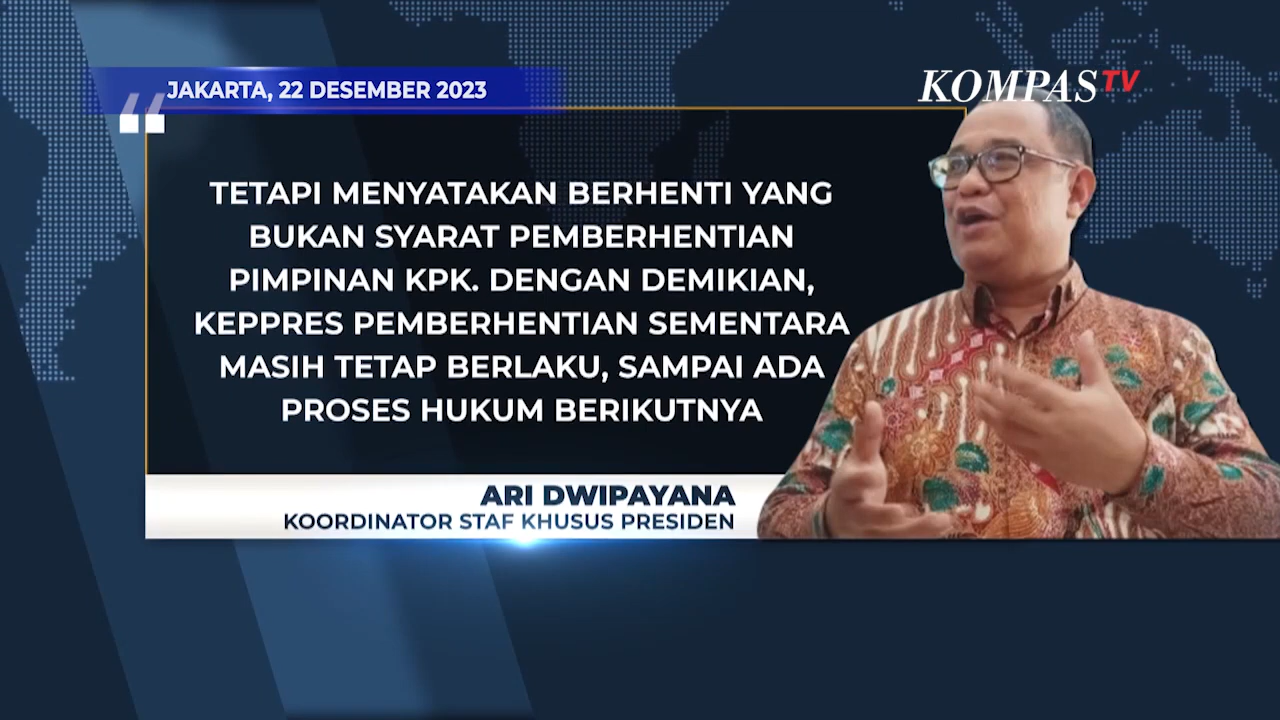 JAKARTA, 22 DESEMBER 2023
KOMPASTV
TETAPI MENYATAKAN BERHENTI YANG
BUKAN SYARAT PEMBERHENTIAN
PIMPINAN KPK. DENGAN DEMIKIAN,
KEPPRES PEMBERHENTIAN SEMENTARA
MASIH TETAP BERLAKU, SAMPAI ADA
PROSES HUKUM BERIKUTNYA
ARI DWIPAYANA
KOORDINATOR STAF KHUSUS PRESIDEN